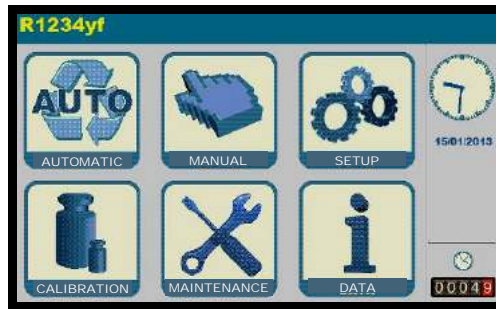 R1234yf
AUTO
AUTOMATIC
MANUAL
SETUP
15/01/2013
CALIBRATION
MAINTENANCE
DATA
00049